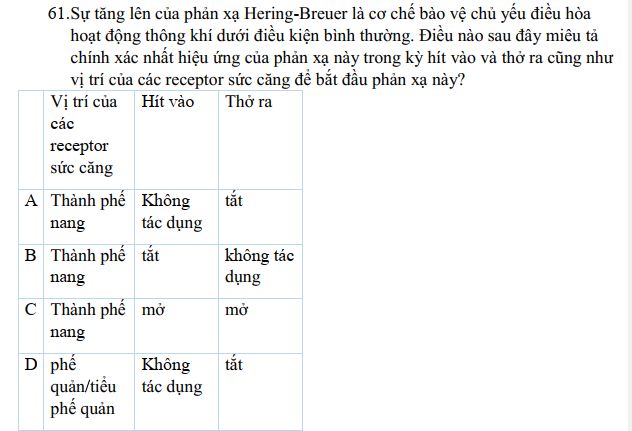 61.Sự tăng lên của phản xạ Hering-Breuer là cơ chế bảo vệ chủ yếu điều hòa
hoạt động thông khí dưới điều kiện bình thường. Điều nào sau đây miêu tả
chính xác nhất hiệu ứng của phản xạ này trong kỳ hít vào và thở ra cũng như
vị trí của các receptor sức căng để bắt đầu phản xạ này?
Vị trí của các receptor sức căng Hít vào Thở ra
A Thành phế nang Không tác dụng tắt
B Thành phế nang tắt không tác dụng
C Thành phế nang mở mở
D phế quản/tiểu phế quản Không tác dụng tắt